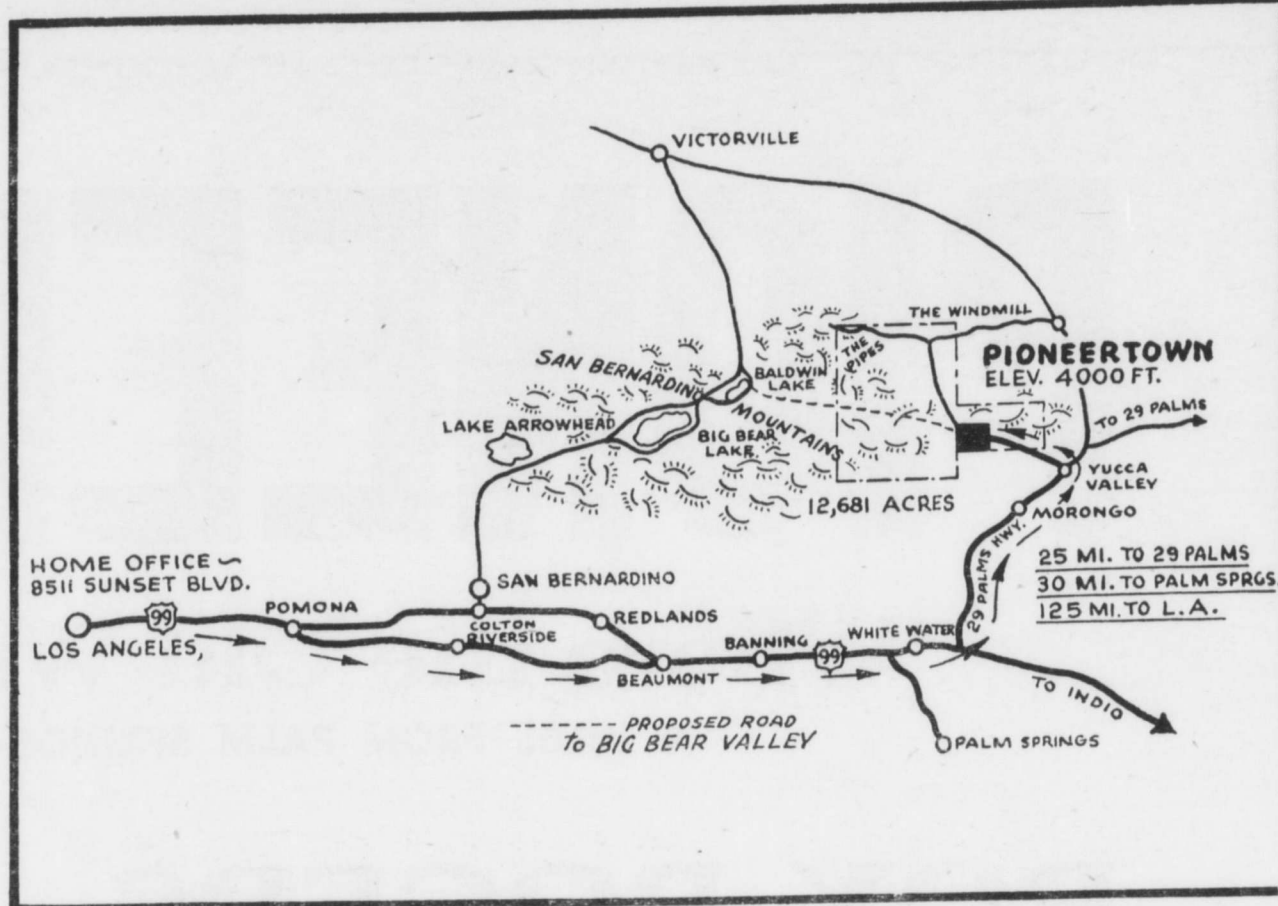 VICTORVILLE
THE WINDMILL
THE PIPES
PIONEERTOWN
ELEV. 4000 FT.
SAN BERNARDINO
MOUNTAINS
BALDWIN
LAKE
LAKE ARROWHEAD
BIG BEAR
LAKE
TO 29 PALMS
YUCCA
VALLEY
12,681 ACRES
MORONGO
29 PALMS HWY.
25 MI. TO 29 PALMS
30 MI. TO PALM SPRGS
125 MI. TO L.A.
HOME OFFICE ~
8511 SUNSET BLVD.
SAN BERNARDINO
99
POMONA
COLTON
RIVERSIDE
REDLANDS
LOS ANGELES,
BEAUMONT
BANNING
99
WHITE WATER
TO INDIO
PROPOSED ROAD
to BIG BEAR VALLEY
PALM SPRINGS